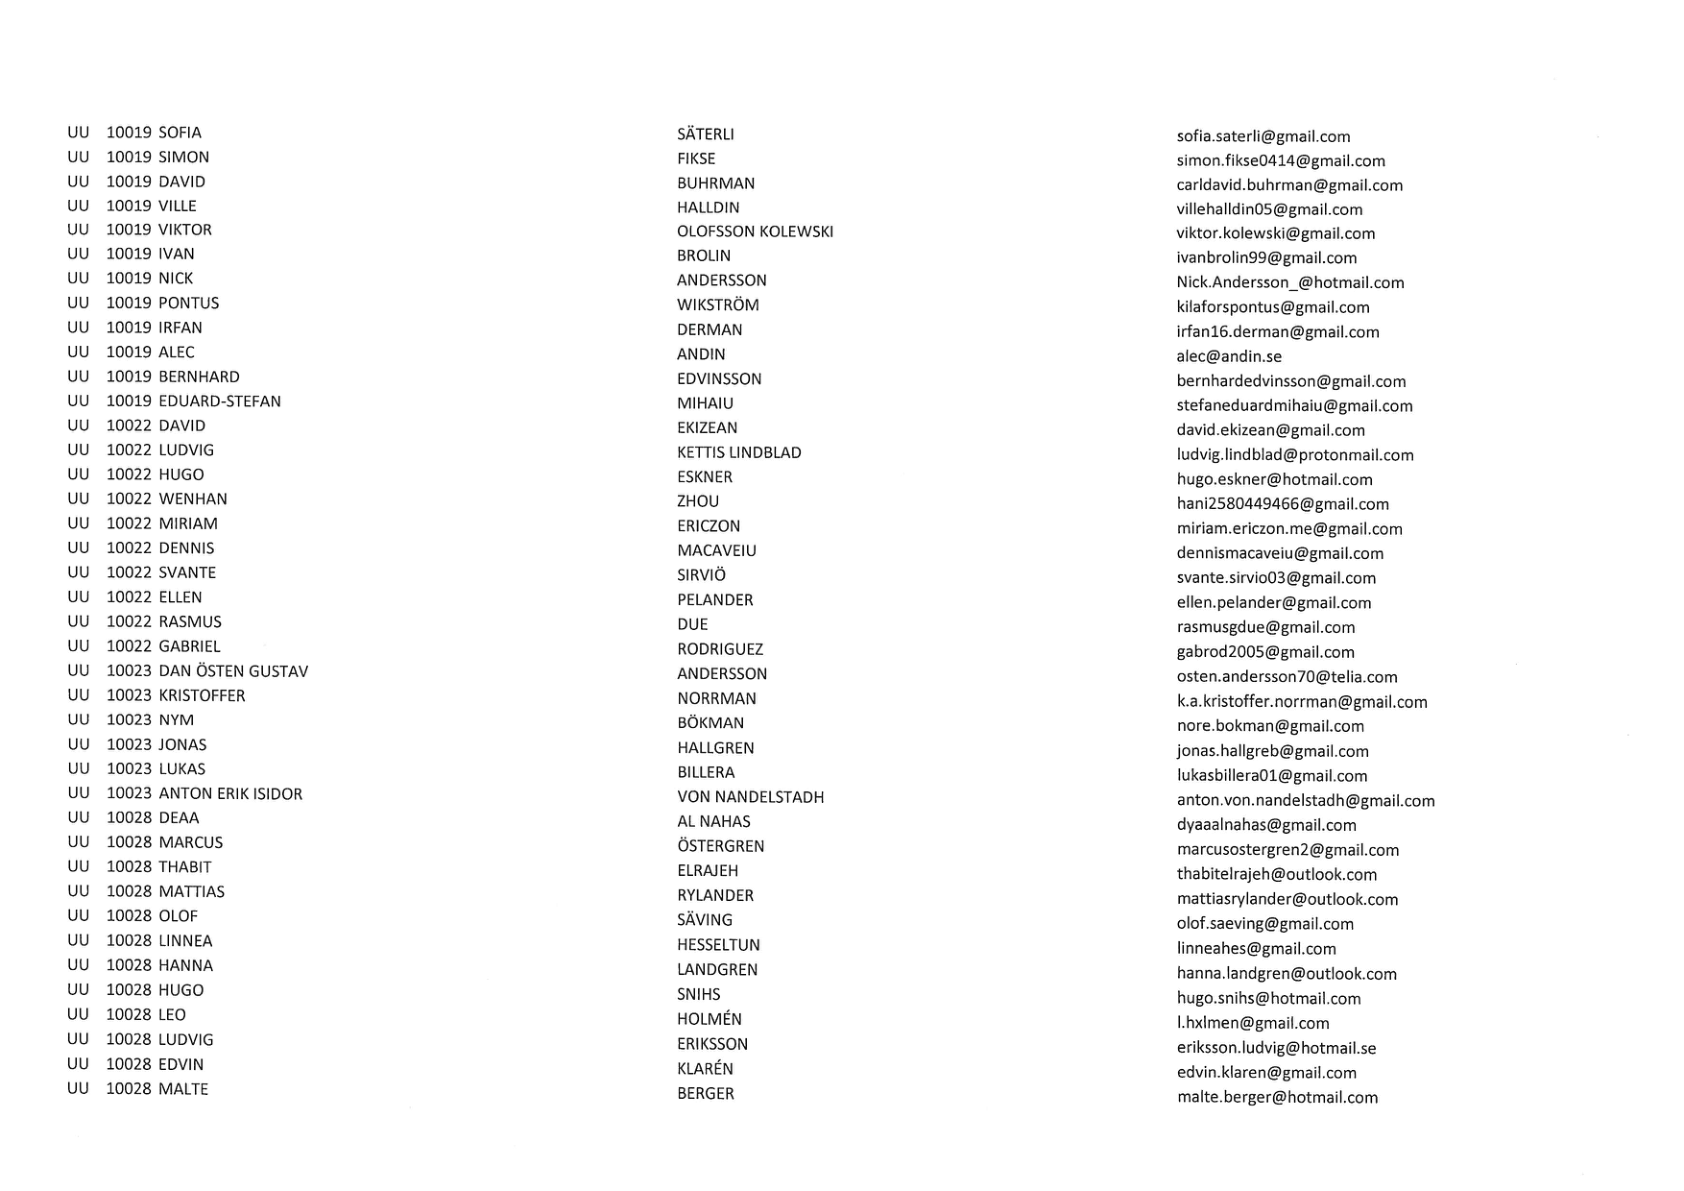 UU 10019 SOFIA SÄTERLI sofia.saterli@gmail.com
UU 10019 SIMON FIKSE simon.fikse0414@gmail.com
UU 10019 DAVID BUHRMAN carldavid.buhrman@gmail.com
UU 10019 VILLE HALLDIN villehalldin05@gmail.com
UU 10019 VIKTOR OLOFSSON KOLEWSKI viktor.kolewski@gmail.com
UU 10019 IVAN BROLIN ivanbrolin99@gmail.com
UU 10019 NICK ANDERSSON Nick.Andersson_@hotmail.com
UU 10019 PONTUS WIKSTRÖM kilaforspontus@gmail.com
UU 10019 IRFAN DERMAN irfan16.derman@gmail.com
UU 10019 ALEC ANDIN alec@andin.se
UU 10019 BERNHARD EDVINSSON bernhardedvinsson@gmail.com
UU 10019 EDUARD-STEFAN MIHAIU stefaneduardmihaiu@gmail.com
UU 10022 DAVID EKIZEAN david.ekizean@gmail.com
UU 10022 LUDVIG KETTIS LINDBLAD ludvig.lindblad@protonmail.com
UU 10022 HUGO ESKNER hugo.eskner@hotmail.com
UU 10022 WENHAN ZHOU hani2580449466@gmail.com
UU 10022 MIRIAM ERICZON miriam.ericzon.me@gmail.com
UU 10022 DENNIS MACAVEIU dennismacaveiu@gmail.com
UU 10022 SVANTE SIRVIÖ svante.sirvio03@gmail.com
UU 10022 ELLEN PELANDER ellen.pelander@gmail.com
UU 10022 RASMUS DUE rasmusgdue@gmail.com
UU 10022 GABRIEL RODRIGUEZ gabrod2005@gmail.com
UU 10023 DAN ÖSTEN GUSTAV ANDERSSON osten.andersson70@telia.com
UU 10023 KRISTOFFER NORRMAN k.a.kristoffer.norrman@gmail.com
UU 10023 NYM BÖKMAN nore.bokman@gmail.com
UU 10023 JONAS HALLGREN jonas.hallgreb@gmail.com
UU 10023 LUKAS BILLERA lukasbillera01@gmail.com
UU 10023 ANTON ERIK ISIDOR VON NANDELSTADH anton.von.nandelstadh@gmail.com
UU 10028 DEAA AL NAHAS dyaaalnahas@gmail.com
UU 10028 MARCUS ÖSTERGREN marcusostergren2@gmail.com
UU 10028 THABIT ELRAJEH thabitelrajeh@outlook.com
UU 10028 MATTIAS RYLANDER mattiasrylander@outlook.com
UU 10028 OLOF SÄVING olof.saeving@gmail.com
UU 10028 LINNEA HESSELTUN linneahes@gmail.com
UU 10028 HANNA LANDGREN hanna.landgren@outlook.com
UU 10028 HUGO SNIHS hugo.snihs@hotmail.com
UU 10028 LEO HOLMÉN l.hxlmen@gmail.com
UU 10028 LUDVIG ERIKSSON eriksson.ludvig@hotmail.se
UU 10028 EDVIN KLARÉN edvin.klaren@gmail.com
UU 10028 MALTE BERGER malte.berger@hotmail.com